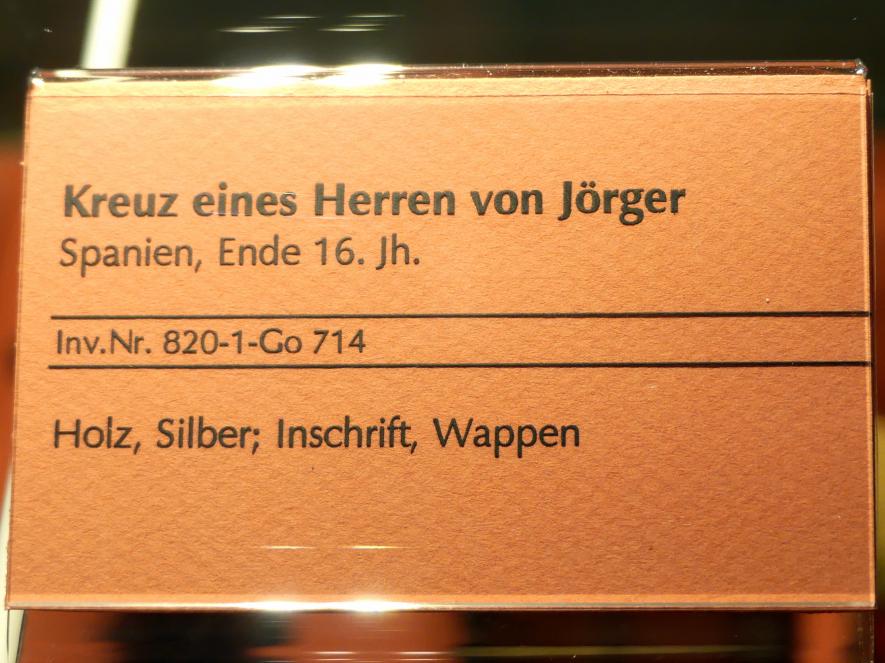 Kreuz eines Herren von Jörger
Spanien, Ende 16. Jh.
Inv.Nr. 820-1-Go 714
Holz, Silber; Inschrift, Wappen